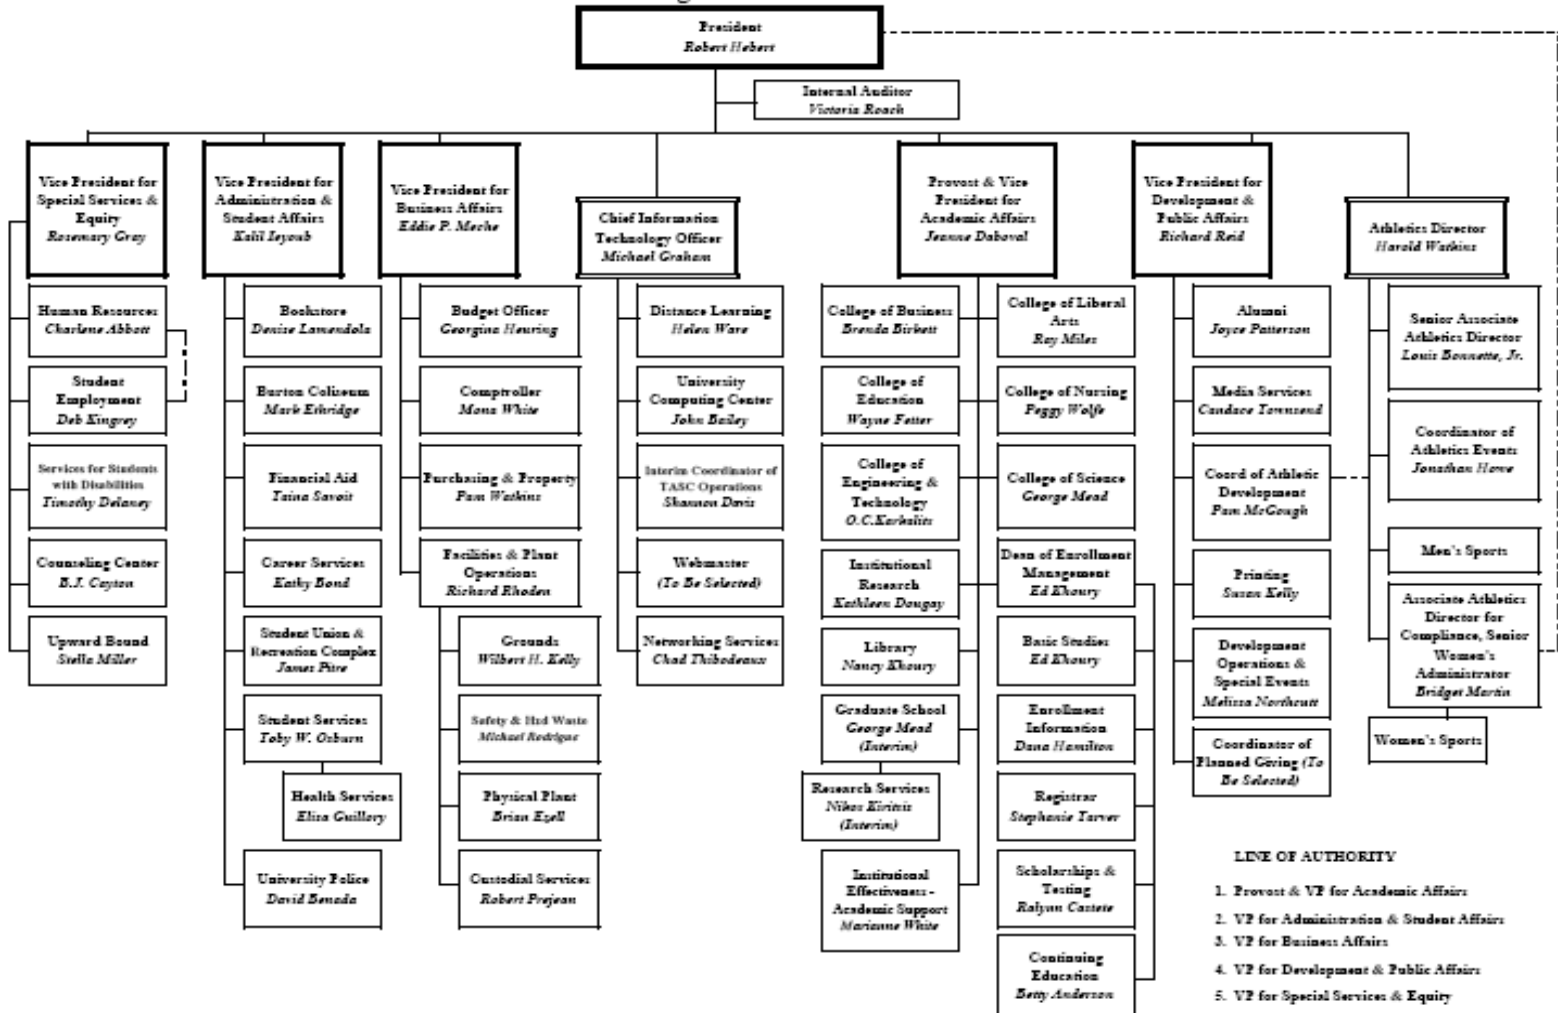 President
Robert Hebert
Internal Auditor
Victoria Roach
Vice President for
Special Services &
Equity
Rosemary Gray
Vice President for
Administration &
Student Affairs
Kalil Ieyoub
Vice President for
Business Affairs
Eddie P. Meche
Chief Information
Technology Officer
Michael Graham
Provost & Vice
President for
Academic Affairs
Jeanne Daboval
Vice President for
Development &
Public Affairs
Richard Reid
Athletics Director
Harold Watkins
Human Resources
Charlene Abbott
Student
Employment
Deb Kingrey
Services for Students
with Disabilities
Timothy Delaney
Counseling Center
B.J. Cayton
Upward Bound
Stella Miller
Bookstore
Denise Lamendola
Burton Coliseum
Mark Ethridge
Financial Aid
Taina Savoit
Career Services
Kathy Bond
Student Union &
Recreation Complex
James Pitre
Student Services
Toby W. Osburn
Health Services
Elisa Guillory
University Police
David Benada
Budget Officer
Georgina Henring
Comptroller
Mona White
Purchasing & Property
Pam Watkins
Facilities & Plant
Operations
Richard Rhoden
Grounds
Wilbert H. Kelly
Safety & Hzd Waste
Michael Rodrigue
Physical Plant
Brian Ezell
Custodial Services
Robert Prejean
Distance Learning
Helen Ware
University
Computing Center
John Bailey
Interim Coordinator of
TASC Operations
Shannon Davis
Webmaster
(To Be Selected)
Networking Services
Chad Thibodeaux
College of Business
Brenda Birkett
College of
Education
Wayne Fetter
College of
Engineering &
Technology
O.C.Karkalits
Institutional
Research
Kathleen Dougay
Library
Nancy Khoury
Graduate School
George Mead
(Interim)
Research Services
Nikos Kiritsis
(Interim)
Institutional
Effectiveness -
Academic Support
Marianne White
College of Liberal
Arts
Ray Miles
College of Nursing
Peggy Wolfe
College of Science
George Mead
Dean of Enrollment
Management
Ed Khoury
Basic Studies
Ed Khoury
Enrollment
Information
Dana Hamilton
Registrar
Stephanie Tarver
Scholarships &
Testing
Ralynn Castete
Continuing
Education
Betty Anderson
Alumni
Joyce Patterson
Media Services
Candace Townsend
Coord of Athletic
Development
Pam McGough
Printing
Susan Kelly
Development
Operations &
Special Events
Melissa Northcutt
Coordinator of
Planned Giving (To
Be Selected)
Senior Associate
Athletics Director
Louis Bonnette, Jr.
Coordinator of
Athletics Events
Jonathan Howe
Men's Sports
Associate Athletics
Director for
Compliance, Senior
Women's
Administrator
Bridget Martin
Women's Sports
LINE OF AUTHORITY
1. Provost & VP for Academic Affairs
2. VP for Administration & Student Affairs
3. VP for Business Affairs
4. VP for Development & Public Affairs
5. VP for Special Services & Equity